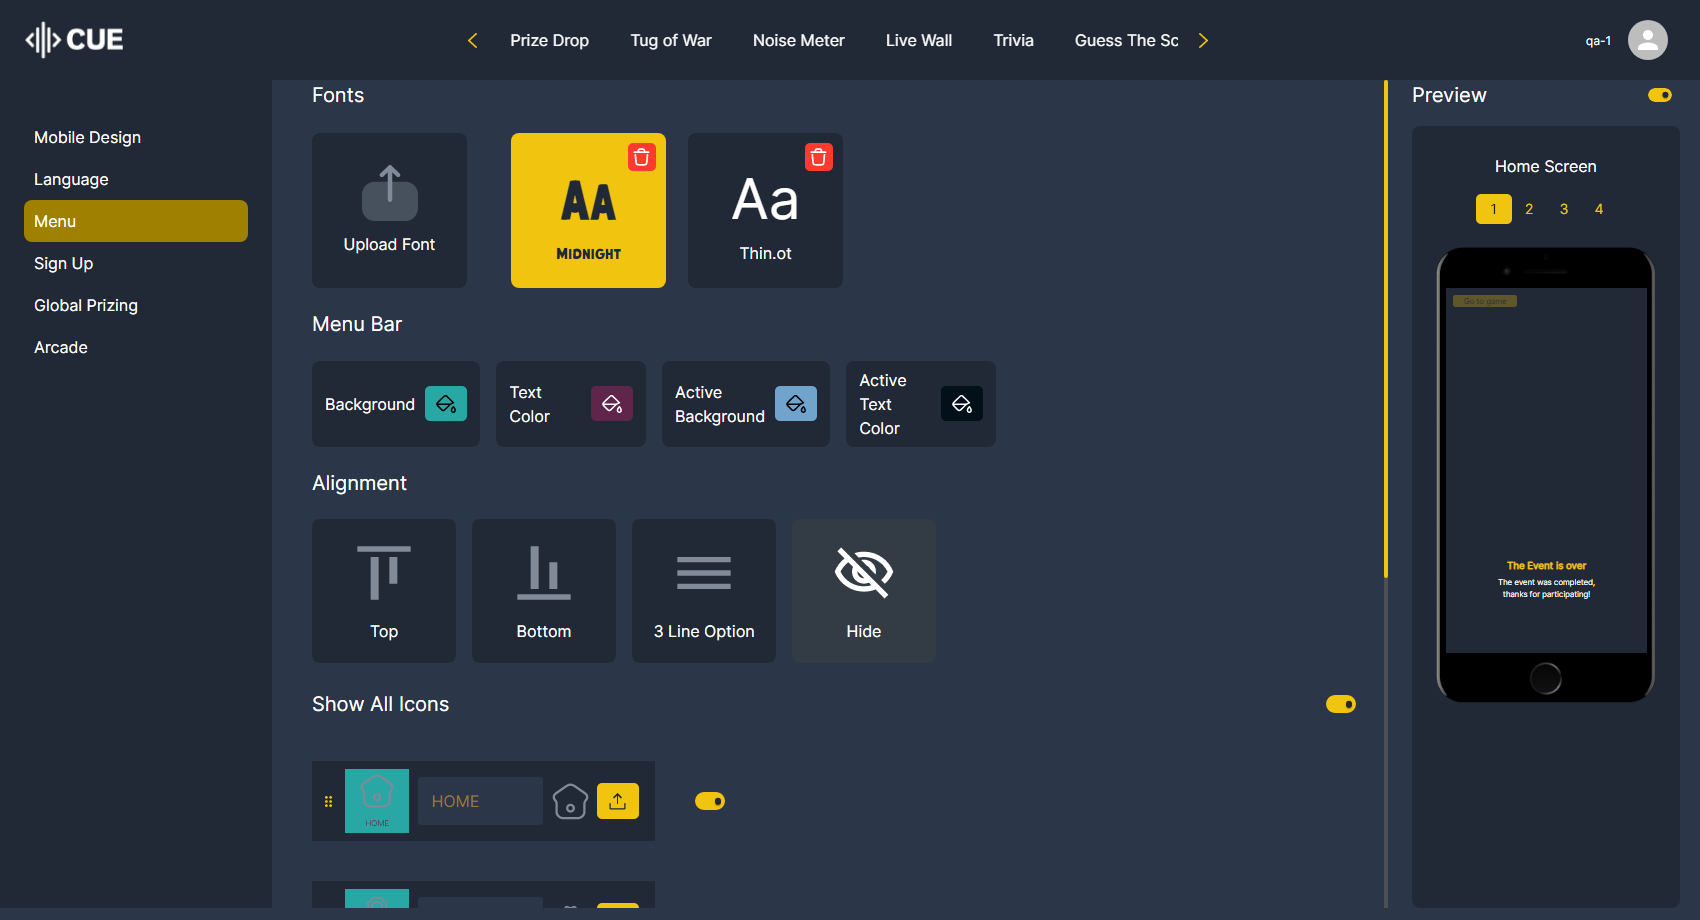 CUE
Prize Drop
Tug of War
Noise Meter
Live Wall
Trivia
Guess The Sc
qa-1
Mobile Design
Language
Menu
Sign Up
Global Prizing
Arcade
Fonts
Upload Font
AA
MIDNIGHT
Aa
Thin.ot
Menu Bar
Background
Text
Color
Active
Background
Active
Text
Color
Alignment
Top
Bottom
3 Line Option
Hide
Show All Icons
HOME
HOME
Preview
Home Screen
1 2 3 4
Go to game
The Event is over
The event was completed,
thanks for participating!